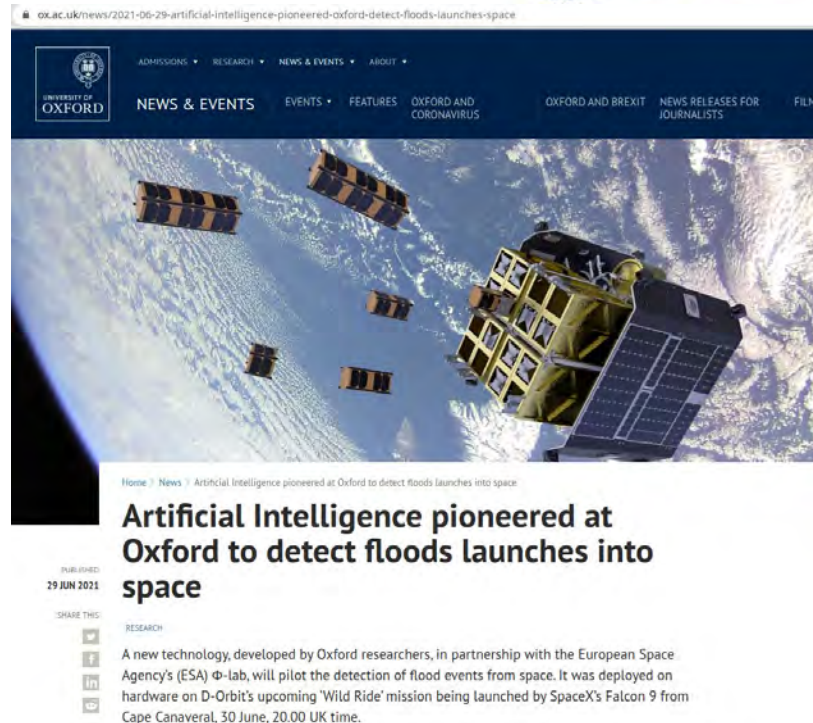 ox.ac.uk/news/2021-06-29-artificial-intelligence-pioneered-oxford-detect-floods-launches-space
ADMISSIONS RESEARCH NEWS & EVENTS ABOUT
UNIVERSITY OF
OXFORD
NEWS & EVENTS
EVENTS FEATURES OXFORD AND OXFORD AND BREXIT NEWS RELEASES FOR FILM
CORONAVIRUS JOURNALISTS
Home News Artificial Intelligence pioneered at Oxford to detect floods launches into space
Artificial Intelligence pioneered at
Oxford to detect floods launches into
space
PUBLISHED
29 JUN 2021
SHARE THIS
RESEARCH
A new technology, developed by Oxford researchers, in partnership with the European Space
Agency's (ESA) Φ-lab, will pilot the detection of flood events from space. It was deployed on
hardware on D-Orbit's upcoming 'Wild Ride' mission being launched by SpaceX's Falcon 9 from
Cape Canaveral, 30 June, 20.00 UK time.